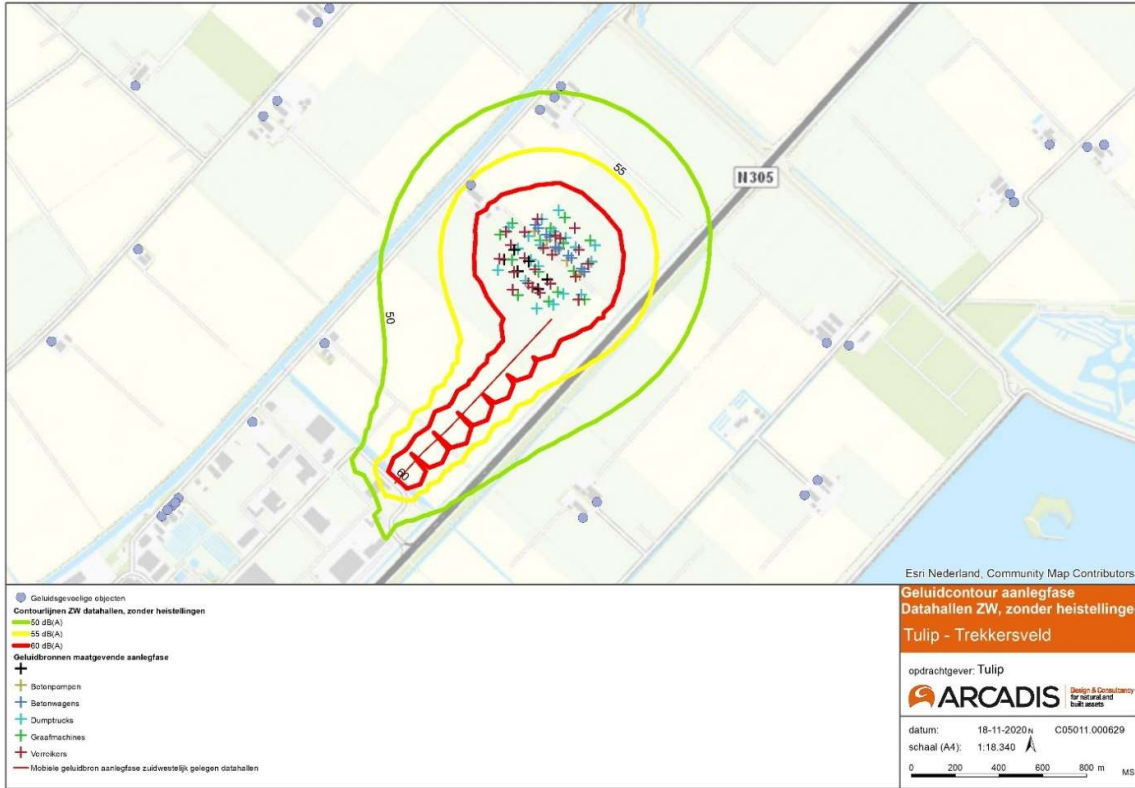 N305
55
50
60
Esri Nederland, Community Map Contributors
Geluidsgevoelige objecten
Contourlijnen ZW datahallen, zonder heistellingen
50 dB(A)
55 dB(A)
60 dB(A)
Geluidbronnen maatgevende aanlegfase
Betonpompen
Betonwagens
Dumptrucks
Graafmachines
Verreikers
Mobiele geluidbron aanlegfase zuidwestelijk gelegen datahallen
Geluidcontour aanlegfase
Datahallen ZW, zonder heistellinge
Tulip - Trekkersveld
opdrachtgever: Tulip
ARCADIS
Design & Consultancy
for natural and
built assets
datum: 18-11-2020 N C05011.000629
schaal (A4): 1:18.340
0 200 400 600 800 m
MS